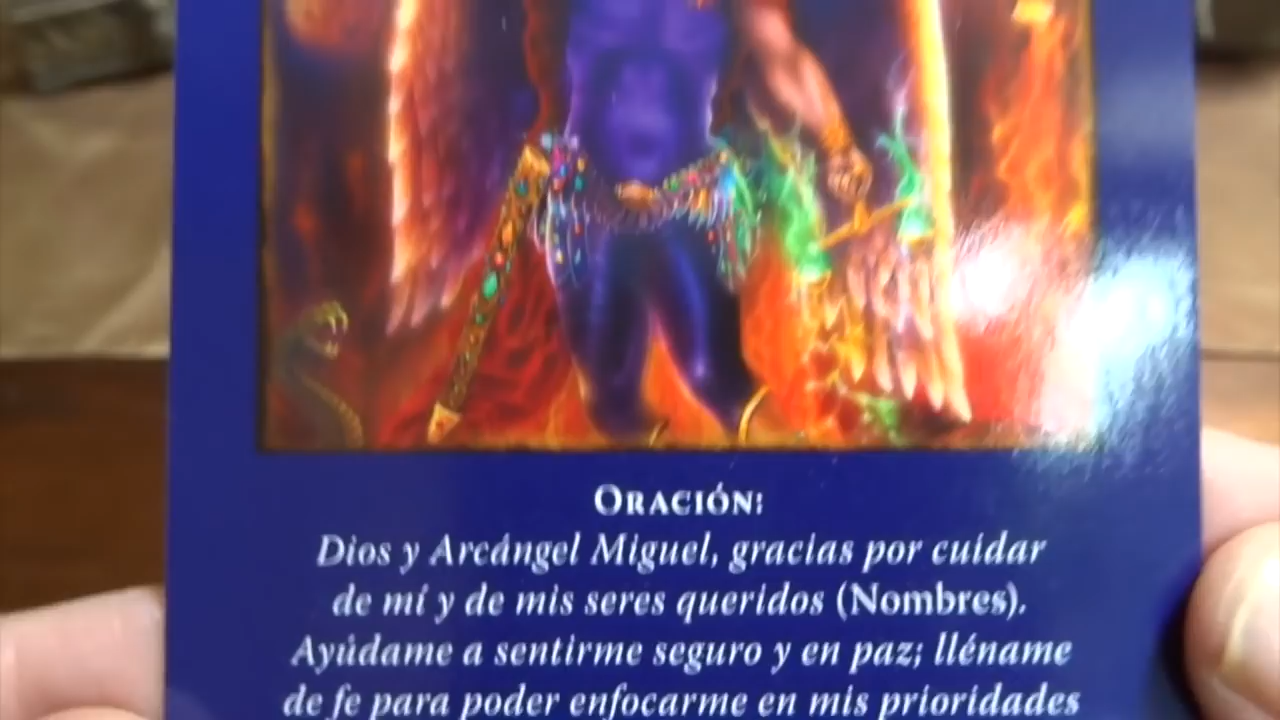 ORACIÓN:
Dios y Arcángel Miguel, gracias por cuidar
de mí y de mis seres queridos (Nombres).
Ayúdame a sentirme seguro y en paz; lléname
de fe para poder enfocarme en mis prioridades